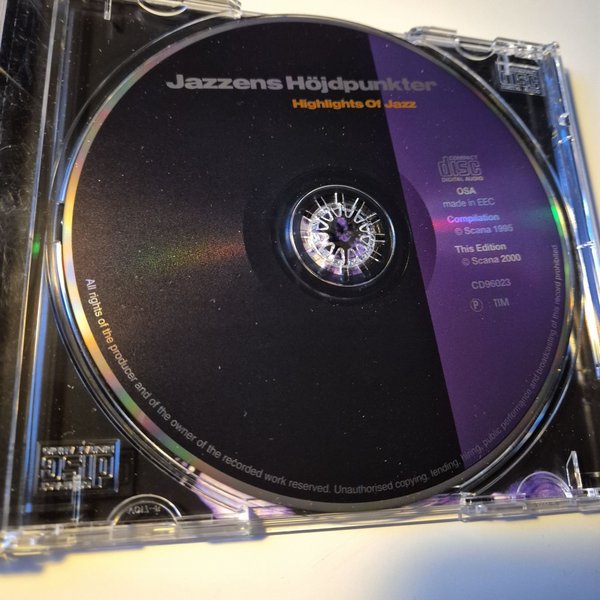 Jazzens Höjdpunkter
Highlights Of Jazz
COMPACT
disc
DIGITAL AUDIO
OSA
made in EEC
Compilation
© Scana 1995
This Edition
© Scana 2000
CD96023
Ⓟ TIM
All rights of the producer and of the owner of the recorded work reserved. Unauthorised copying, lending, hiring, public performance and broadcasting of this record prohibited